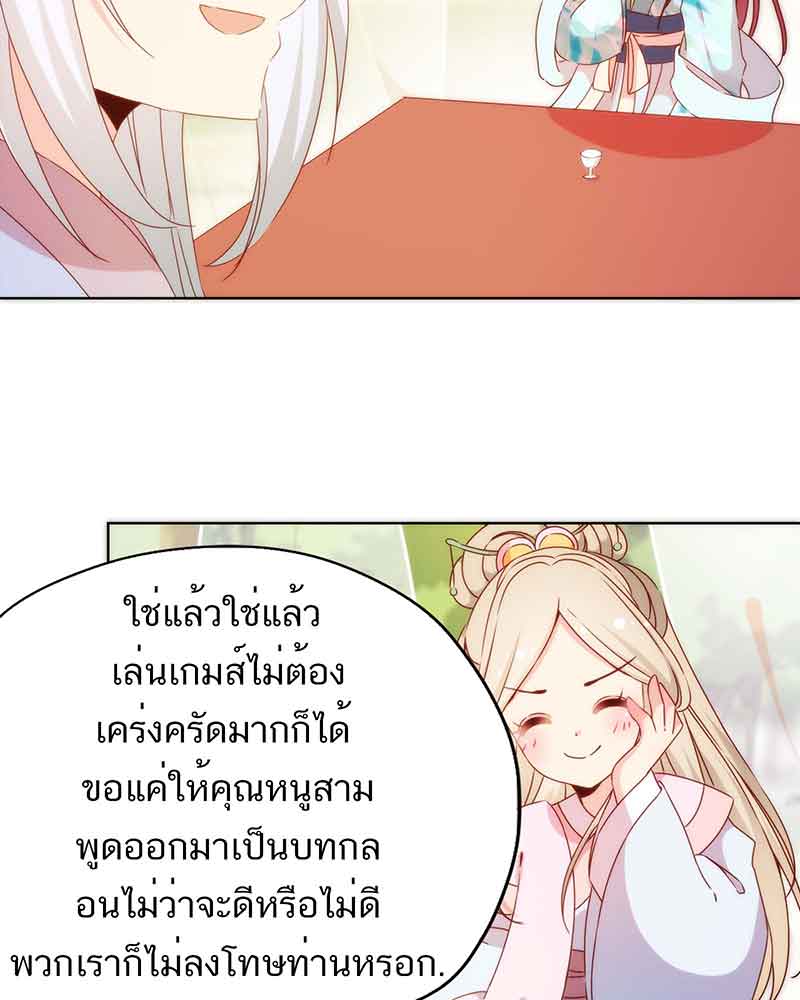 ใช่แล้วใช่แล้ว
เล่นเกมส์ไม่ต้อง
เคร่งครัดมากก็ได้
ขอแค่ให้คุณหนูสาม
พูดออกมาเป็นบทกล
อนไม่ว่าจะดีหรือไม่ดี
พวกเราก็ไม่ลงโทษท่านหรอก.